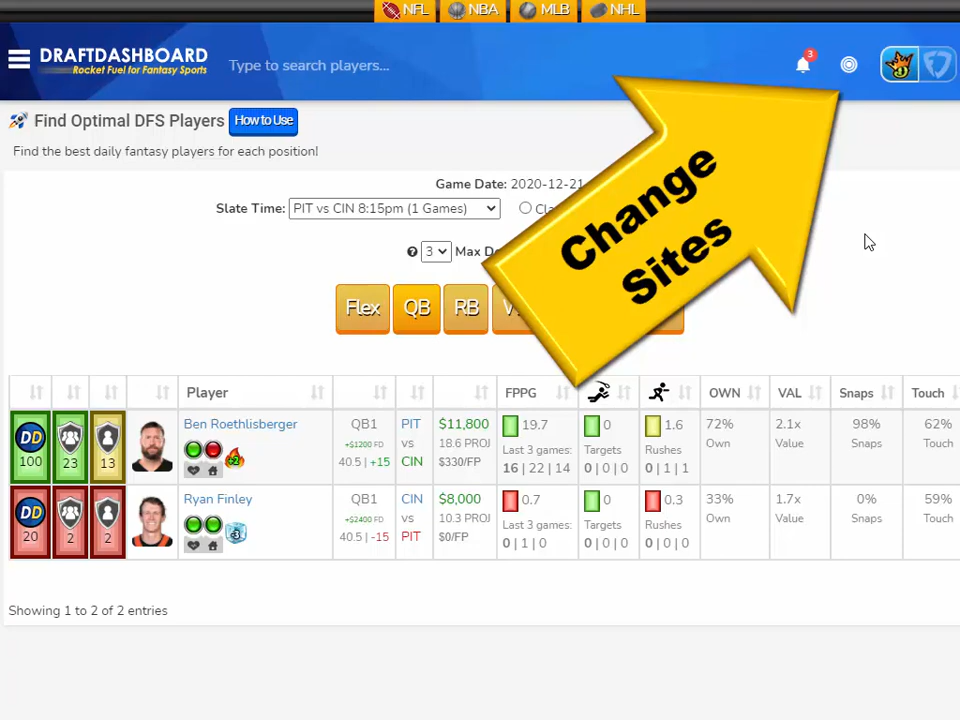 NFL NBA MLB NHL
DRAFTDASHBOARD
Rocket Fuel for Fantasy Sports
Type to search players...
3
Find Optimal DFS Players How to Use
Find the best daily fantasy players for each position!
Game Date: 2020-12-21
Slate Time: PIT vs CIN 8:15pm (1 Games)
3 Max
Change
Sites
Flex QB RB
Player FPPG OWN VAL Snaps Touch
DD 100 23 13 Ben Roethlisberger QB1 PIT $11,800 19.7 0 1.6 72% 2.1x 98% 62%
+$1200 FD vs 18.6 PROJ Last 3 games: Targets Rushes Own Value Snaps Touch
+2 40.5 | +15 CIN $330/FP 16 | 22 | 14 0 | 0 | 0 0 | 1 | 1
DD 20 2 2 Ryan Finley QB1 CIN $8,000 0.7 0 0.3 33% 1.7x 0% 59%
+$2400 FD vs 10.3 PROJ Last 3 games: Targets Rushes Own Value Snaps Touch
40.5 | -15 PIT $0/FP 0 | 1 | 0 0 | 0 | 0 0 | 0 | 0
Showing 1 to 2 of 2 entries